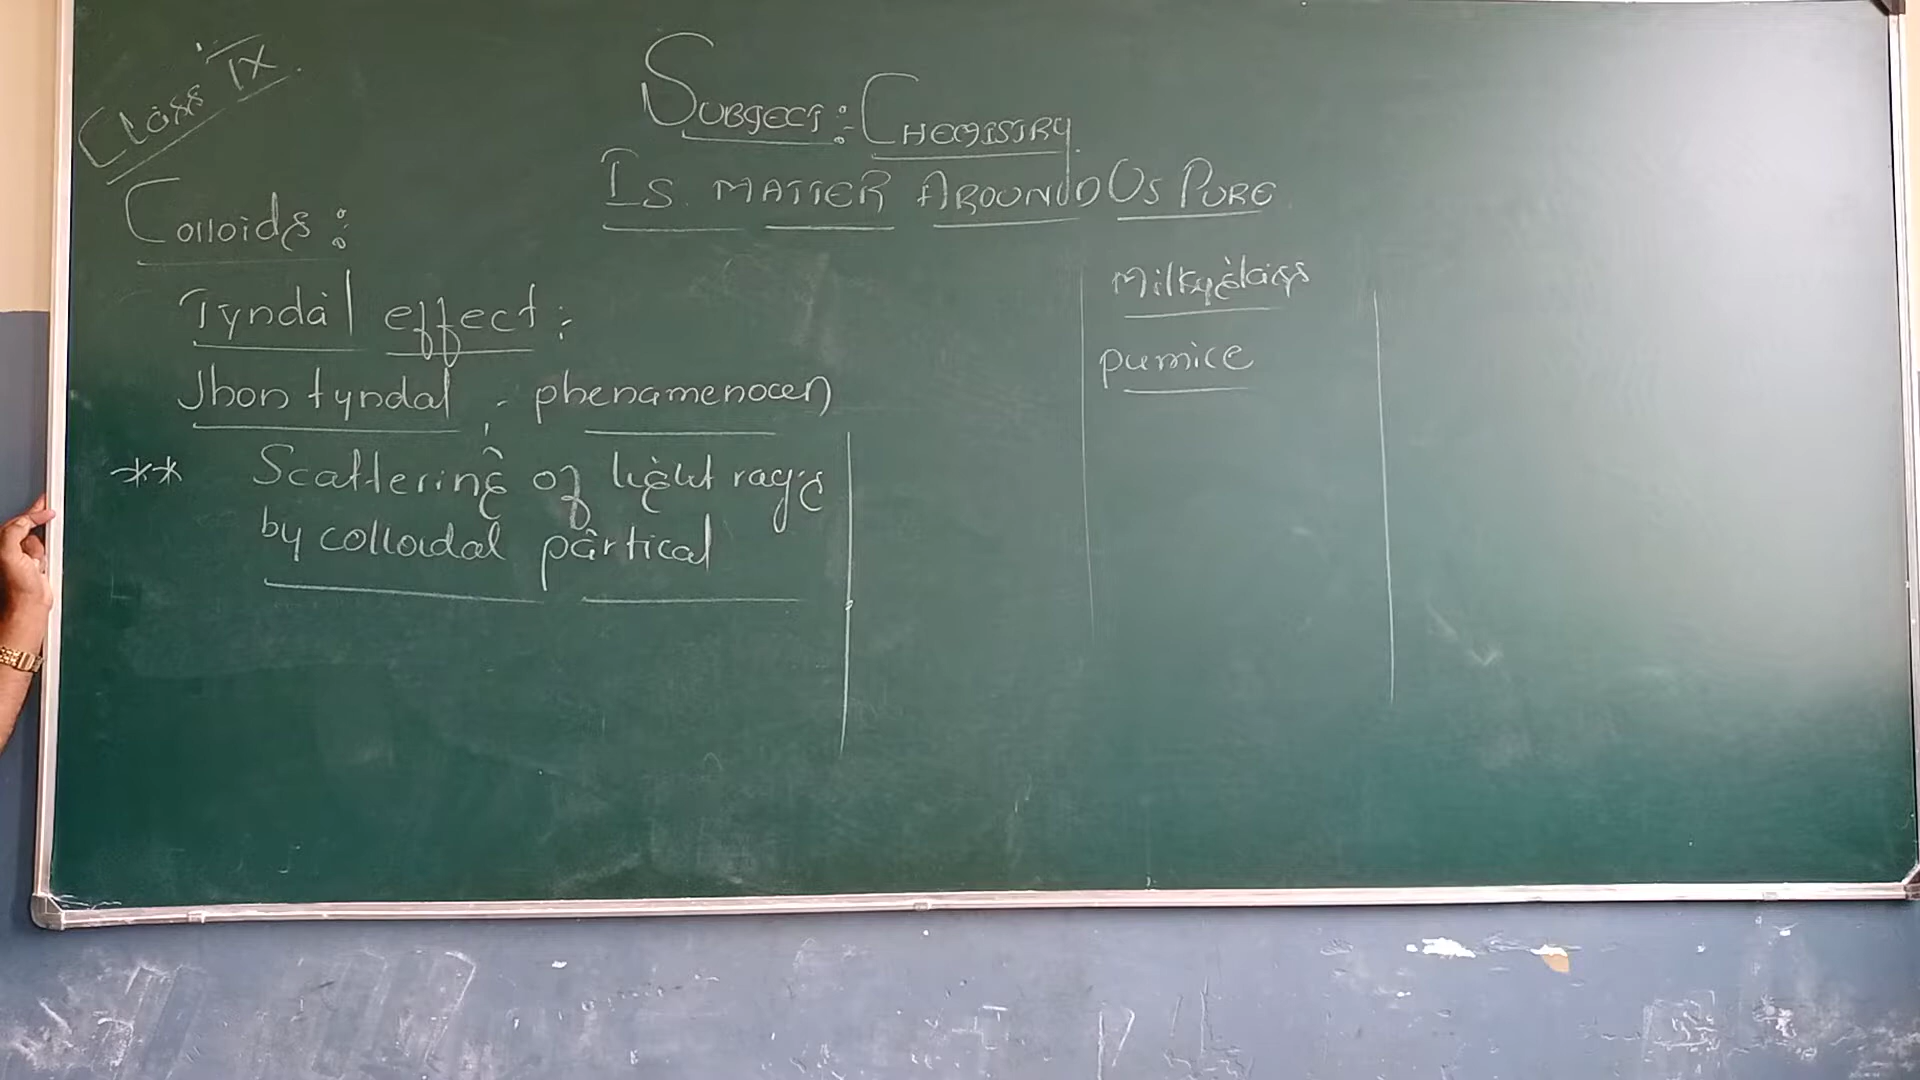 Class IX
Subject:- Chemistry
Is matter Around Us Pure
Colloids:
Tyndal effect:
Jhon tyndal, - phenamenocen
** Scattering of light rays
by colloidal partical
Milkyglass
pumice